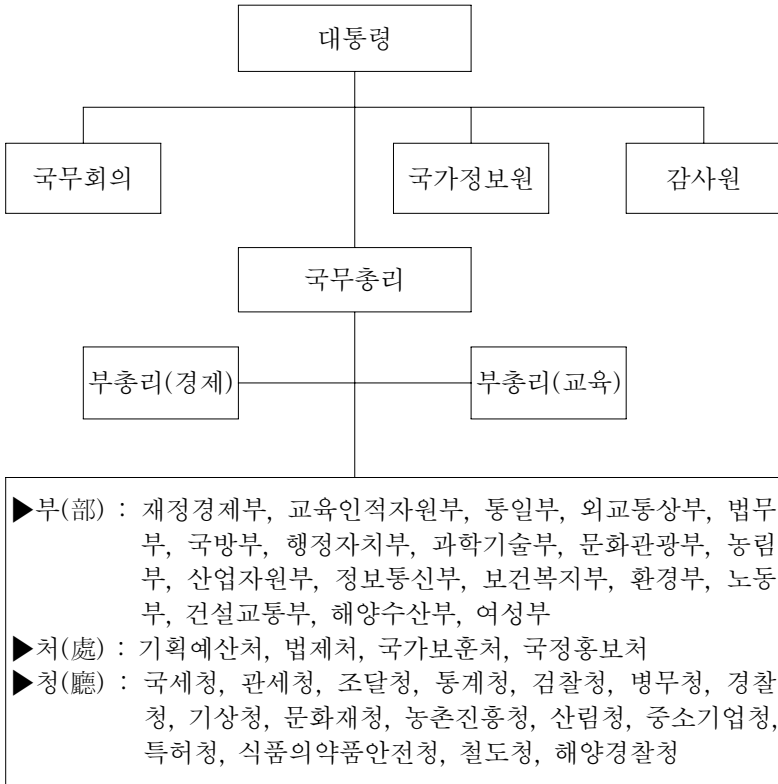 대통령
국무회의
국가정보원
감사원
국무총리
부총리(경제)
부총리(교육)
▶부(部) : 재정경제부, 교육인적자원부, 통일부, 외교통상부, 법무
부, 국방부, 행정자치부, 과학기술부, 문화관광부, 농림
부, 산업자원부, 정보통신부, 보건복지부, 환경부, 노동
부, 건설교통부, 해양수산부, 여성부
▶처(處) : 기획예산처, 법제처, 국가보훈처, 국정홍보처
▶청(廳) : 국세청, 관세청, 조달청, 통계청, 검찰청, 병무청, 경찰
청, 기상청, 문화재청, 농촌진흥청, 산림청, 중소기업청,
특허청, 식품의약품안전청, 철도청, 해양경찰청